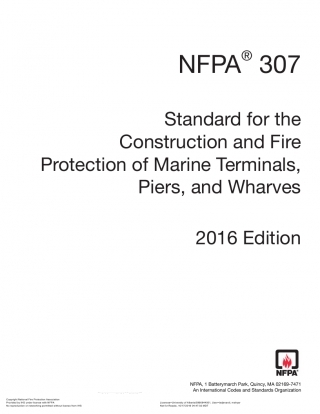 NFPA® 307
Standard for the
Construction and Fire
Protection of Marine Terminals,
Piers, and Wharves
2016 Edition
NFPA®
NFPA, 1 Batterymarch Park, Quincy, MA 02169-7471
An International Codes and Standards Organization